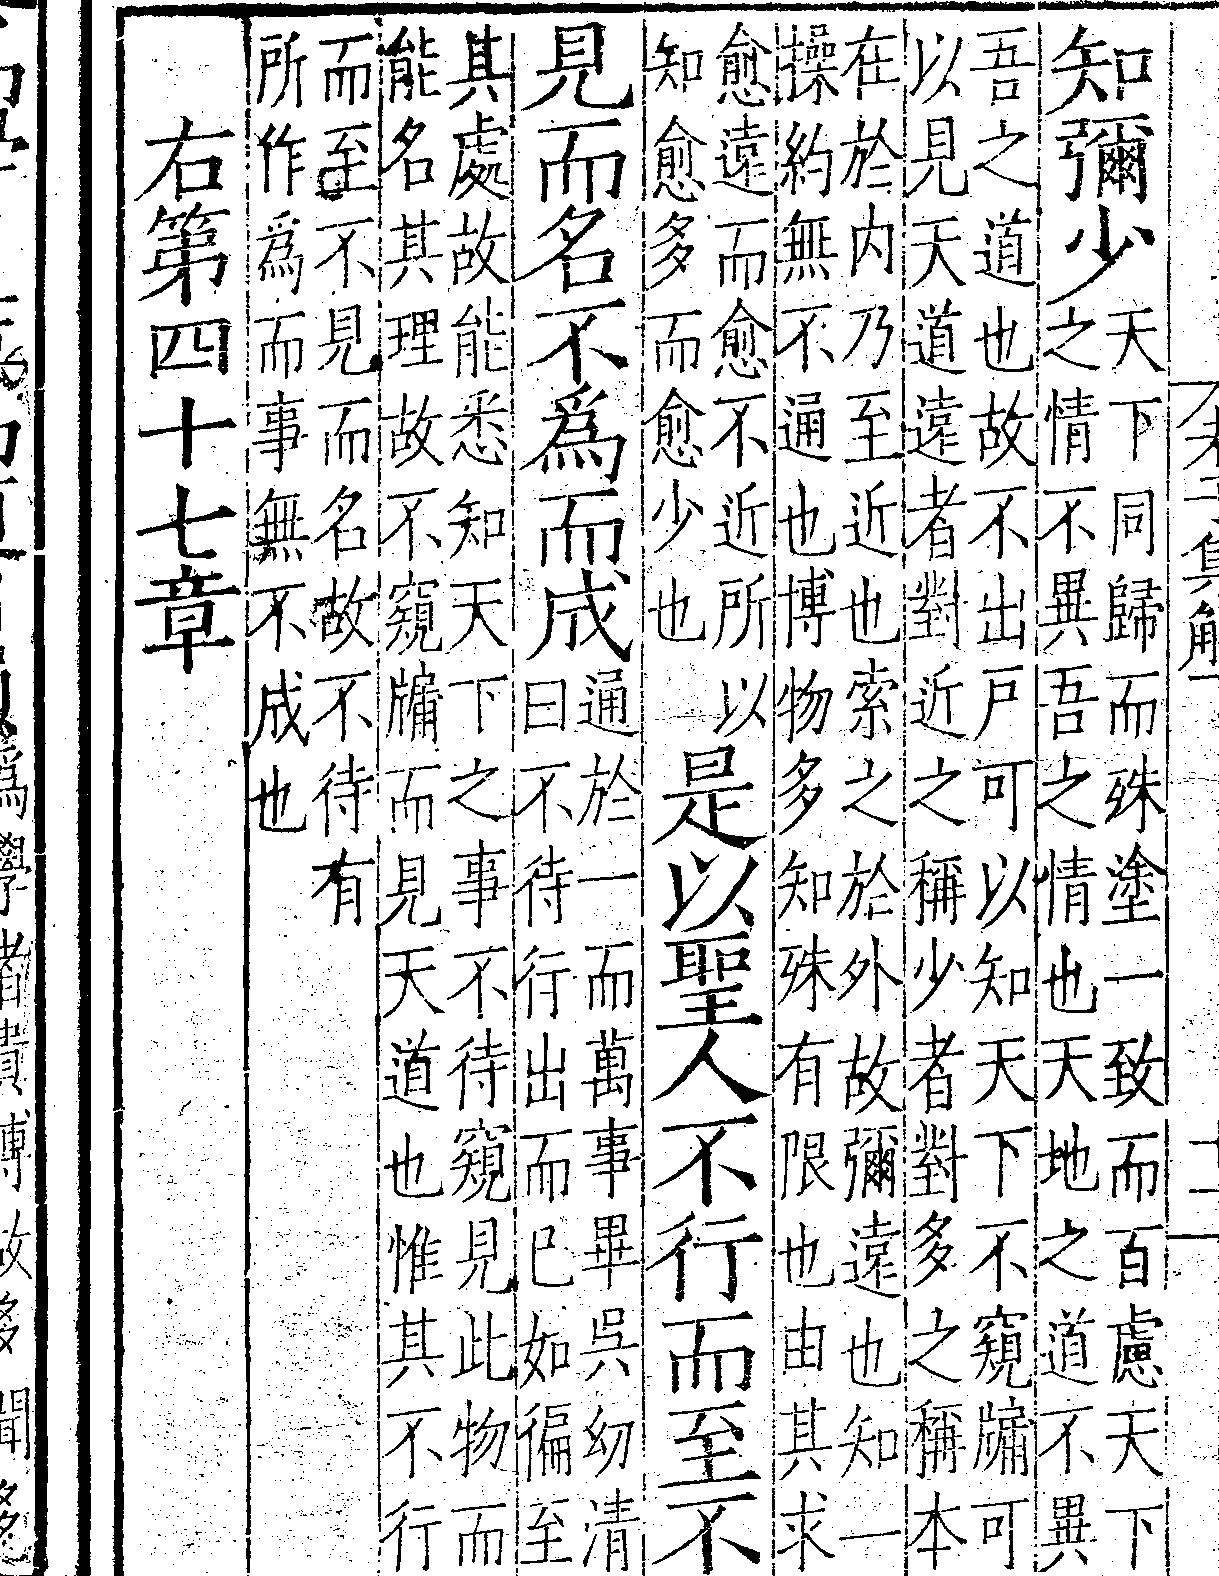 知彌少天下同歸而殊塗一致而百慮天下
之情不異吾之情也天地之道不異
吾之道也故不出戸可以知天下不窺牖可
以見天道遠者對近之稱少者對多之稱本
在於内乃至近也索之於外故彌遠也知一
操約無不通也博物多知殊有限也由其求
愈遠而愈不近所以
知愈多而愈少也
是以聖人不行而至不
見而名不爲而成通於一而萬事畢吳幼清
曰不待行出而已如徧至
其處故能悉知天下之事不待窺見此物而
能名其理故不窺牖而見天道也惟其不行
而至不見而名故不待有
所作爲而事無不成也
右第四十七章